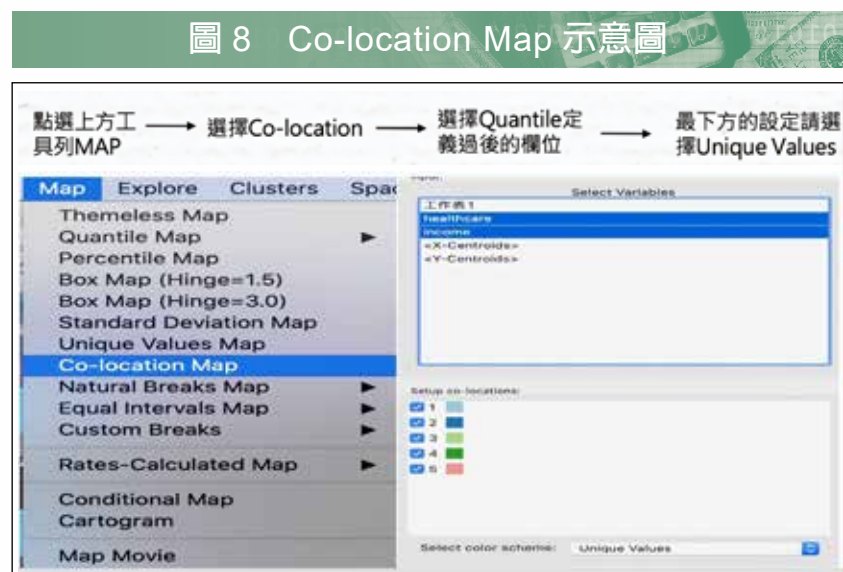 圖 8 Co-location Map 示意圖
點選上方工
具列MAP
選擇Co-location
選擇Quantile定
義過後的欄位
最下方的設定請選
擇Unique Values
Map Explore Clusters Spac
Themeless Map
Quantile Map
Percentile Map
Box Map (Hinge=1.5)
Box Map (Hinge=3.0)
Standard Deviation Map
Unique Values Map
Co-location Map
Natural Breaks Map
Equal Intervals Map
Custom Breaks
Rates-Calculated Map
Conditional Map
Cartogram
Map Movie
Select Variables
工作表1
healthcare
income
<X-Centroids>
<Y-Centroids>
Setup co-locations:
1
2
3
4
5
Select color scheme: Unique Values